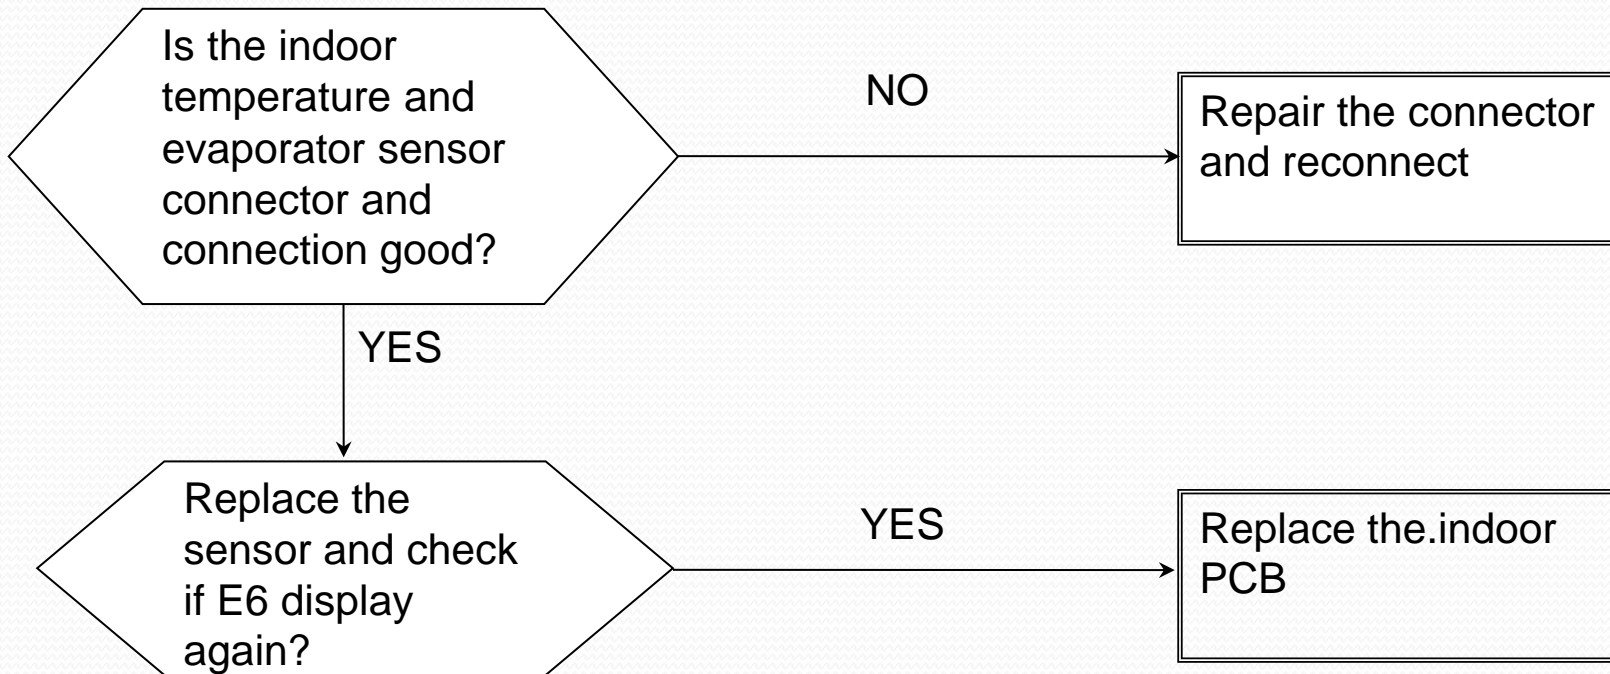 Is the indoor
temperature and
evaporator sensor
connector and
connection good?
NO
Repair the connector
and reconnect
YES
Replace the
sensor and check
if E6 display
again?
YES
Replace the.indoor
PCB